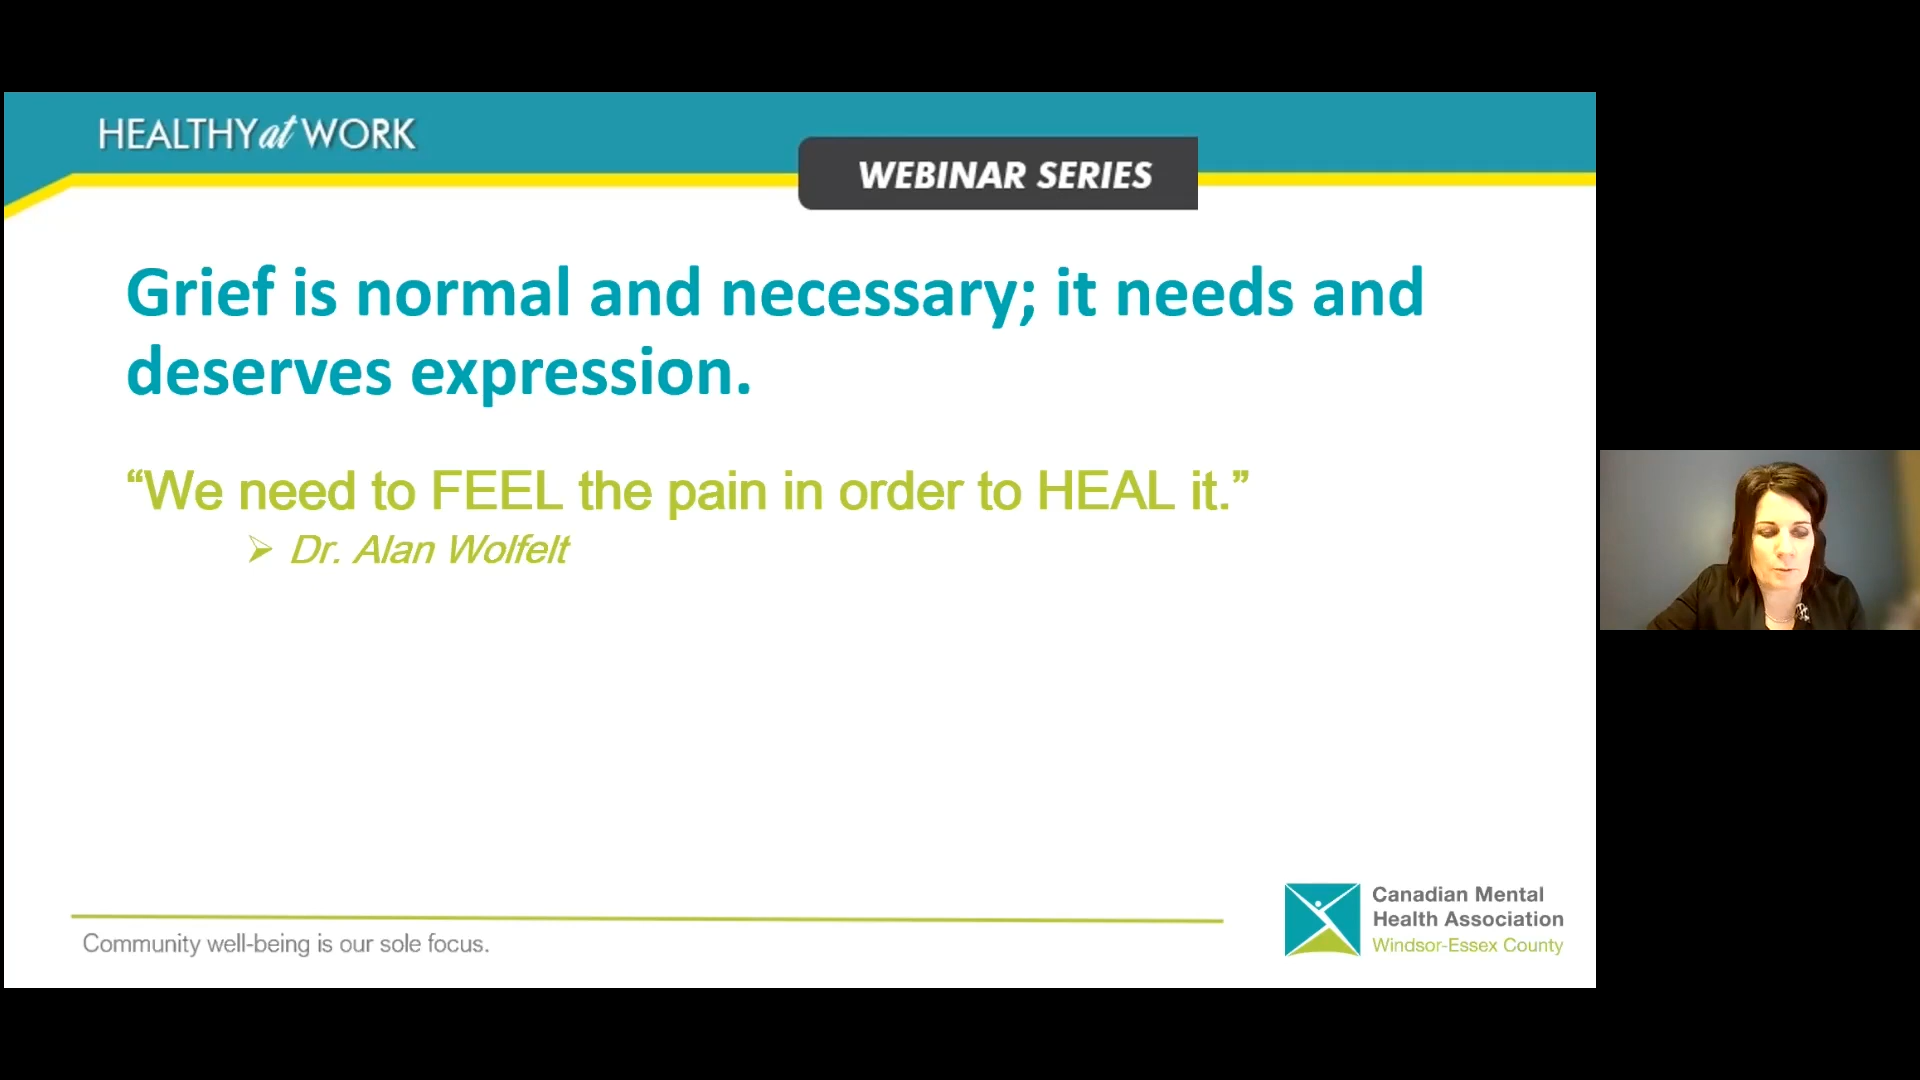 HEALTHY at WORK
WEBINAR SERIES
Grief is normal and necessary; it needs and
deserves expression.
“We need to FEEL the pain in order to HEAL it.”
➢ Dr. Alan Wolfelt
Community well-being is our sole focus.
Canadian Mental
Health Association
Windsor-Essex County